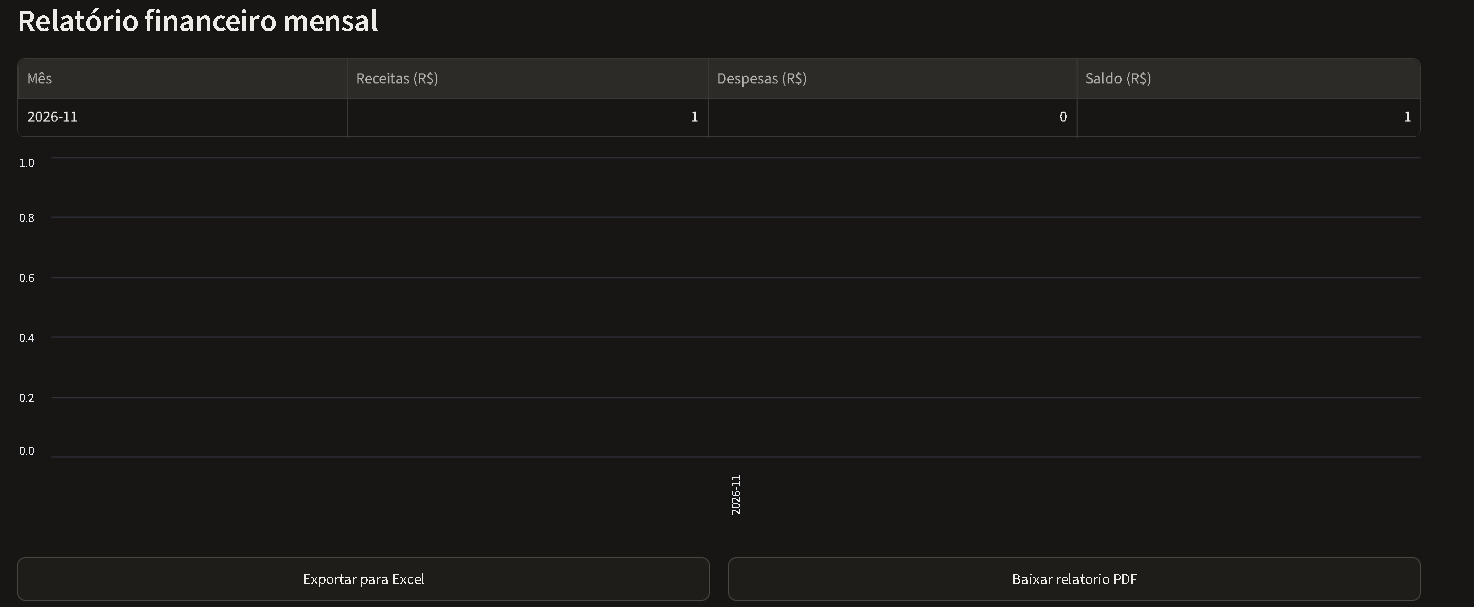 Relatório financeiro mensal
Mês Receitas (R$) Despesas (R$) Saldo (R$)
2026-11 1 0 1
1.0
0.8
0.6
0.4
0.2
0.0
2026-11
Exportar para Excel Baixar relatorio PDF